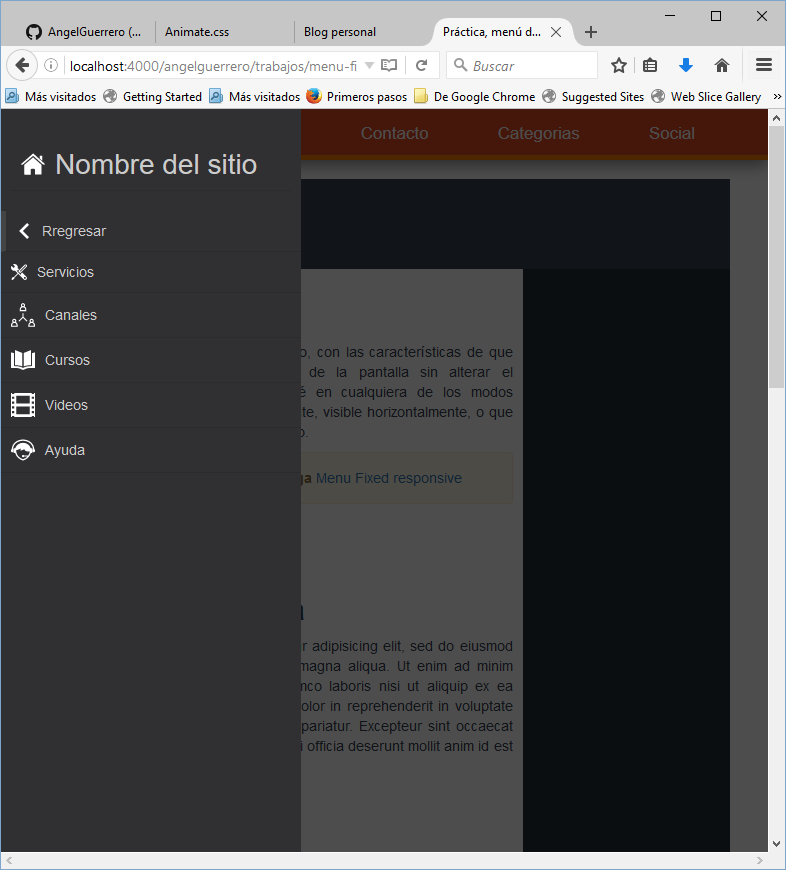 AngelGuerrero (...
Animate.css
Blog personal
Práctica, menú d...
localhost:4000/angelguerrero/trabajos/menu-fi
Buscar
Más visitados
Getting Started
Más visitados
Primeros pasos
De Google Chrome
Suggested Sites
Web Slice Gallery
Contacto
Categorias
Social
Nombre del sitio
Rregresar
Servicios
Canales
Cursos
Videos
Ayuda
con las características de que
de la pantalla sin alterar el
en cualquiera de los modos
visible horizontalmente, o que
Menu Fixed responsive
adipisicing elit, sed do eiusmod
magna aliqua. Ut enim ad minim
laboris nisi ut aliquip ex ea
in reprehenderit in voluptate
pariatur. Excepteur sint occaecat
officia deserunt mollit anim id est